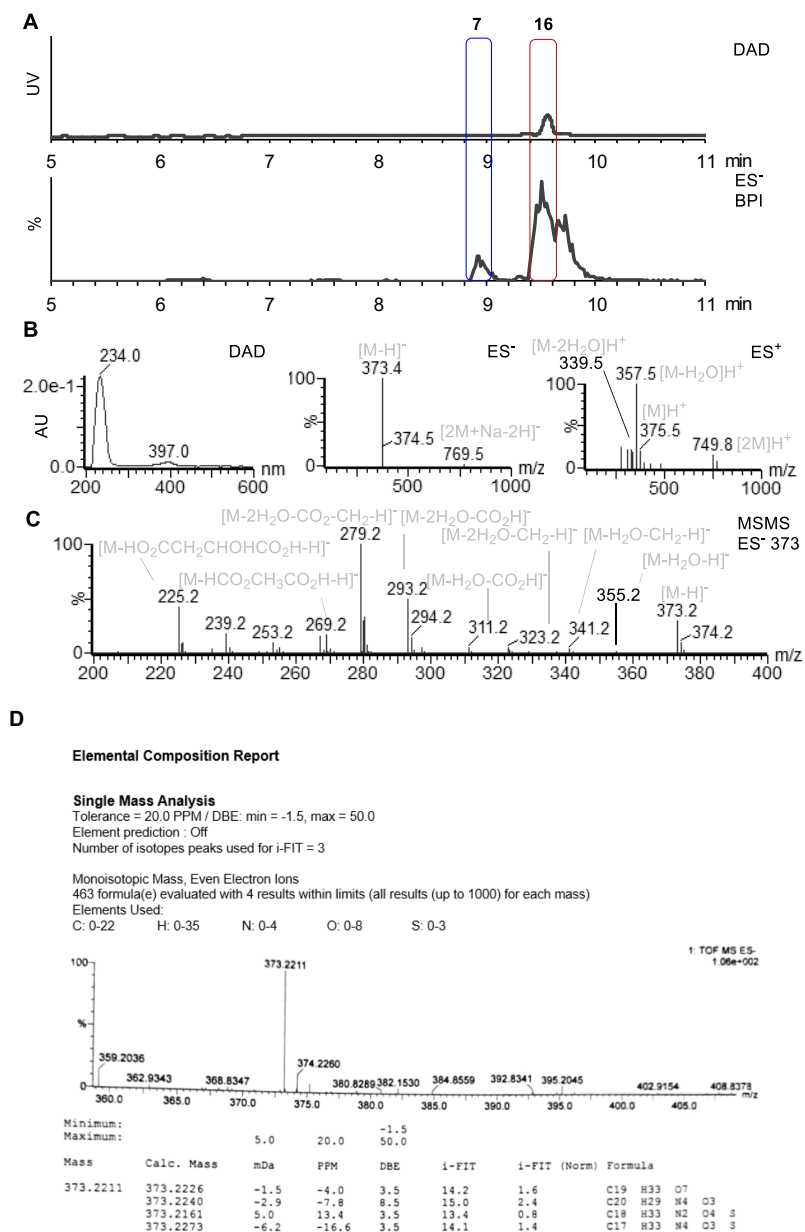 A
7 16
DAD
UV
5 6 7 8 9 10 11
min
ES-
BPI
%
5 6 7 8 9 10 11
min
B
234.0
DAD
2.0e-1
AU
397.0
0.0
200 300 400 500 600
nm
[M-H]-
373.4
ES-
100
%
374.5
[2M+Na-2H]-
769.5
0
500 1000
m/z
[M-2H2O]H+
339.5
ES+
357.5
[M-H2O]H+
100
%
[M]H+
375.5
749.8
[2M]H+
0
500 1000
m/z
C
[M-2H2O-CO2-CH2-H]-
[M-2H2O-CO2H]-
MSMS
ES- 373
279.2
[M-2H2O-CH2-H]-
[M-H2O-CH2-H]-
[M-HO2CCH2CHOHCO2H-H]-
[M-H2O-H]-
[M-HCO2CH3CO2H-H]-
293.2
[M-H2O-CO2H]-
355.2
[M-H]-
100
%
225.2
239.2
253.2
269.2
294.2
311.2
323.2
341.2
373.2
374.2
0
m/z
200 220 240 260 280 300 320 340 360 380 400
D
Elemental Composition Report
Single Mass Analysis
Tolerance = 20.0 PPM / DBE: min = -1.5, max = 50.0
Element prediction : Off
Number of isotopes peaks used for i-FIT = 3
Monoisotopic Mass, Even Electron Ions
463 formula(e) evaluated with 4 results within limits (all results (up to 1000) for each mass)
Elements Used:
C: 0-22 H: 0-35 N: 0-4 O: 0-8 S: 0-3
1: TOF MS ES-
1.06e+002
100
373.2211
%
359.2036
362.9343
368.8347
374.2260
380.8289
382.1530
384.8559
392.8341
395.2045
402.9154
408.8378
0
m/z
360.0 365.0 370.0 375.0 380.0 385.0 390.0 395.0 400.0 405.0
Minimum: -1.5
Maximum: 5.0 20.0 50.0
Mass Calc. Mass mDa PPM DBE i-FIT i-FIT (Norm) Formula
373.2211 373.2226 -1.5 -4.0 3.5 14.2 1.6 C19 H33 O7
373.2240 -2.9 -7.8 8.5 15.0 2.4 C20 H29 N4 O3
373.2161 5.0 13.4 3.5 13.4 0.8 C18 H33 N2 O4 S
373.2273 -6.2 -16.6 3.5 14.1 1.4 C17 H33 N4 O3 S